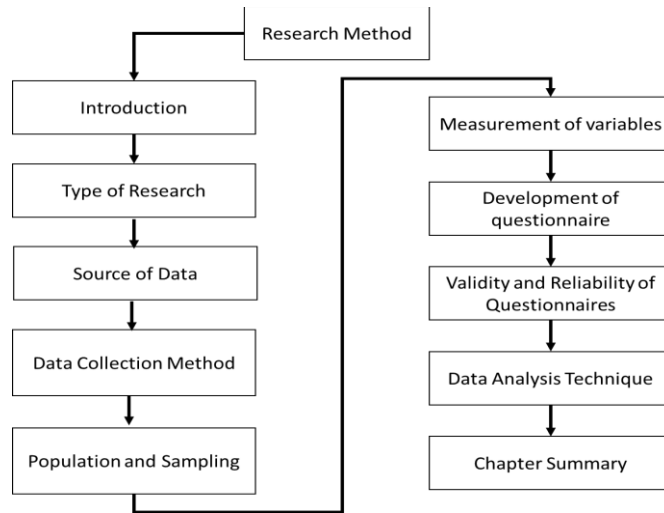 Research Method
Introduction
Type of Research
Source of Data
Data Collection Method
Population and Sampling
Measurement of variables
Development of
questionnaire
Validity and Reliability of
Questionnaires
Data Analysis Technique
Chapter Summary